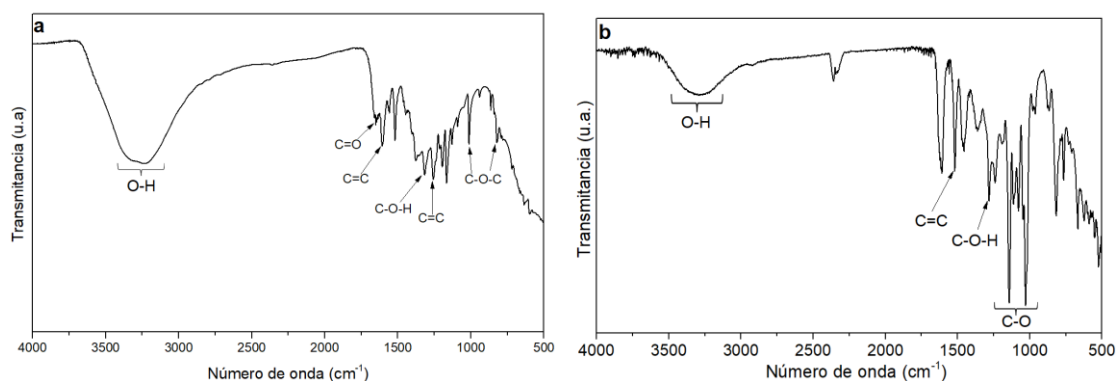 a
Transmitancia (u.a)
O-H
C=O
C=C
C-O-H
C=C
C-O-C
4000 3500 3000 2500 2000 1500 1000 500
Número de onda (cm-1)
b
Transmitancia (u.a.)
O-H
C=C
C-O-H
C-O
4000 3500 3000 2500 2000 1500 1000 500
Número de onda (cm-1)